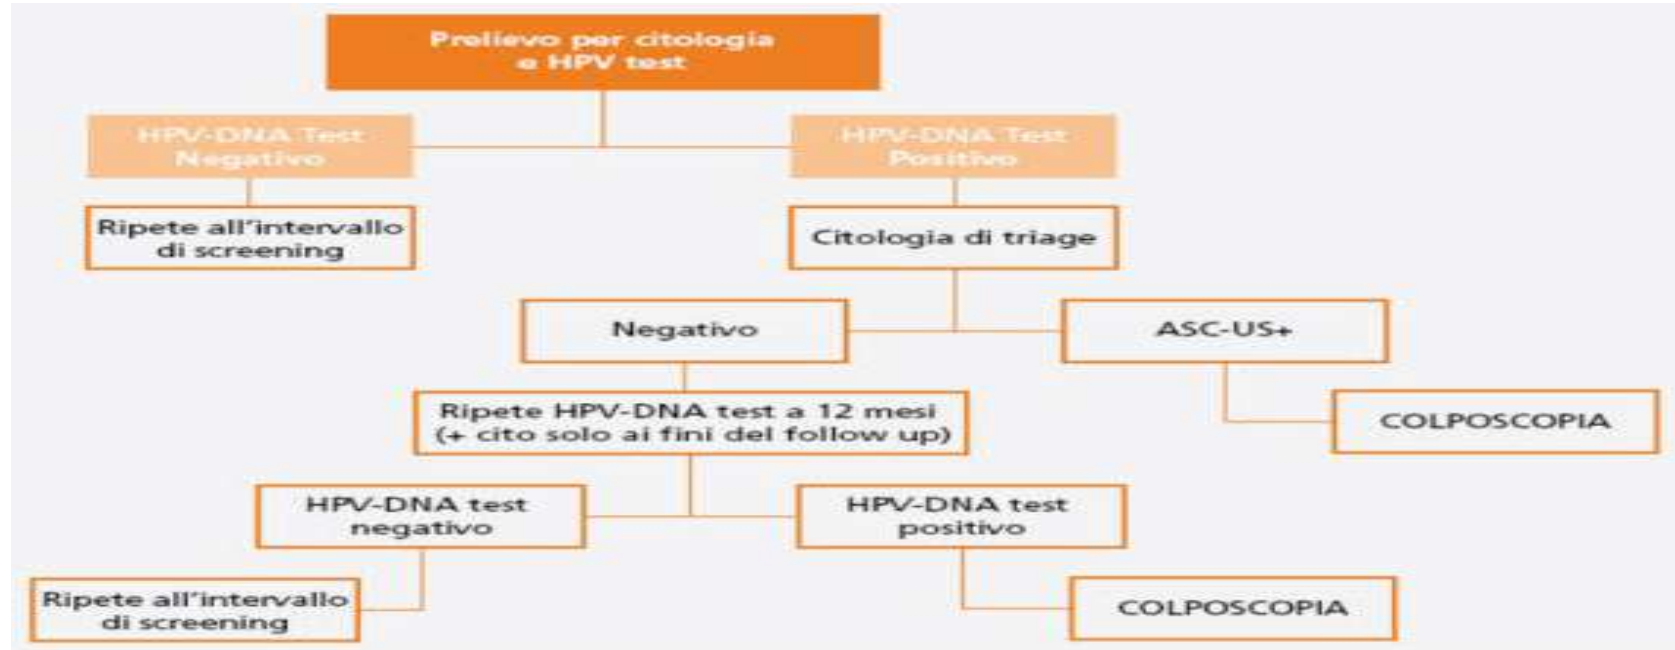 Prelievo per citologia
e HPV test
HPV-DNA Test
Negativo
HPV-DNA Test
Positivo
Ripete all'intervallo
di screening
Citologia di triage
Negativo
ASC-US+
Ripete HPV-DNA test a 12 mesi
(+ cito solo ai fini del follow up)
COLPOSCOPIA
HPV-DNA test
negativo
HPV-DNA test
positivo
Ripete all'intervallo
di screening
COLPOSCOPIA